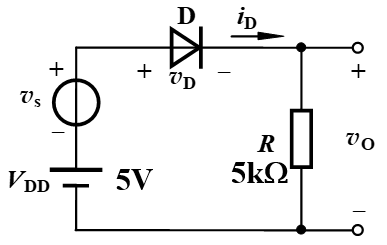 D
i_D
+
+
−
+
v_D
v_s
−
R
v_O
5kΩ
V_DD
5V
−